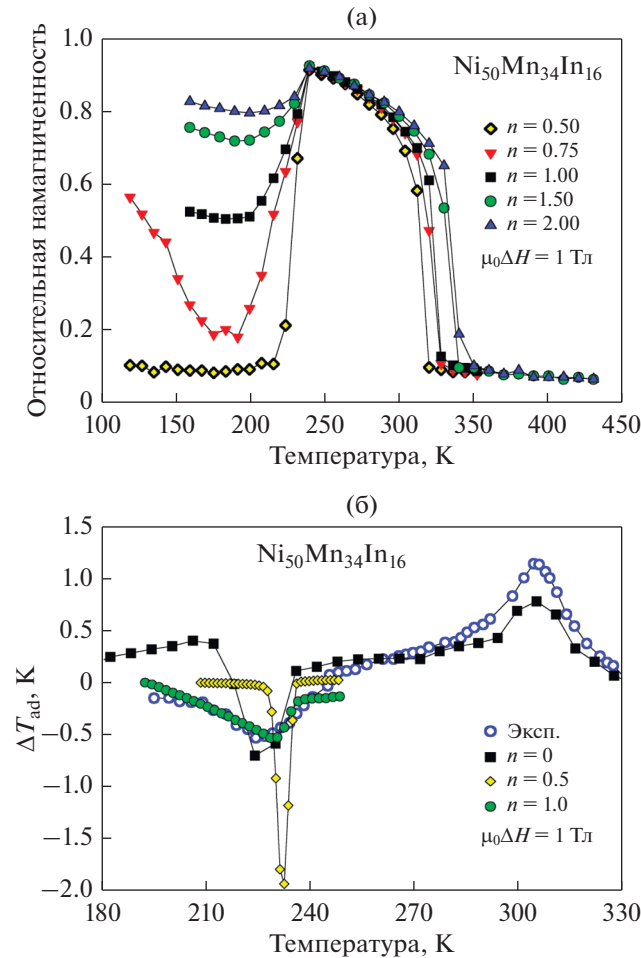 (а)
Относительная намагниченность
1.0
0.8
0.6
0.4
0.2
0
Ni50Mn34In16
n = 0.50
n = 0.75
n = 1.00
n =1.50
n = 2.00
μ0ΔH = 1 Тл
100 150 200 250 300 350 400 450
Температура, K
(б)
ΔTad, K
1.5
1.0
0.5
0
−0.5
−1.0
−1.5
−2.0
Ni50Mn34In16
Эксп.
n = 0
n = 0.5
n = 1.0
μ0ΔH = 1 Тл
180 210 240 270 300 330
Температура, K